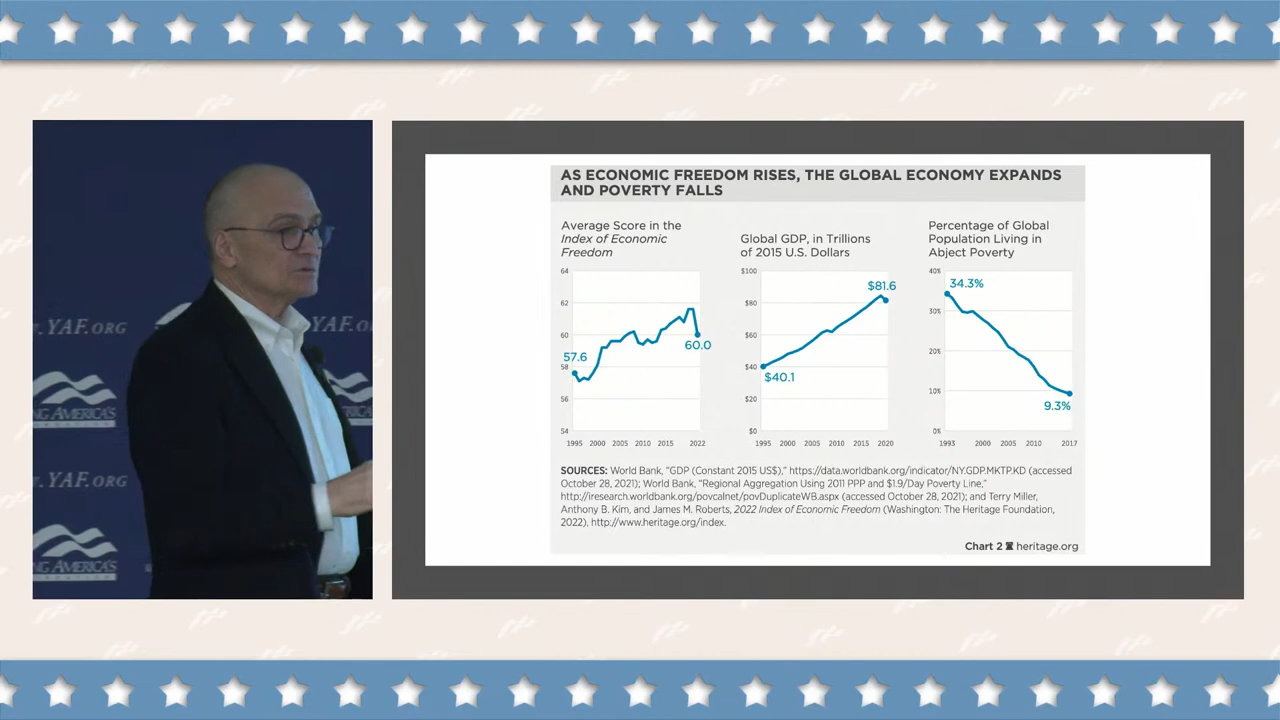 .YAF.ORG
YAF.ORG
NG AMERICA'S
YAF.ORG
NG AMERICA'S
AS ECONOMIC FREEDOM RISES, THE GLOBAL ECONOMY EXPANDS
AND POVERTY FALLS
Average Score in the
Index of Economic
Freedom
64
62
60
58
56
54
57.6
60.0
1995 2000 2005 2010 2015 2022
Global GDP, in Trillions
of 2015 U.S. Dollars
$100
$80
$60
$40
$20
$0
$81.6
$40.1
1995 2000 2005 2010 2015 2020
Percentage of Global
Population Living in
Abject Poverty
40%
30%
20%
10%
0%
34.3%
9.3%
1993 2000 2005 2010 2017
SOURCES: World Bank, "GDP (Constant 2015 US$)," https://data.worldbank.org/indicator/NY.GDP.MKTP.KD (accessed
October 28, 2021); World Bank, "Regional Aggregation Using 2011 PPP and $1.9/Day Poverty Line,"
http://iresearch.worldbank.org/povcalnet/povDuplicateWB.aspx (accessed October 28, 2021); and Terry Miller,
Anthony B. Kim, and James M. Roberts, 2022 Index of Economic Freedom (Washington: The Heritage Foundation,
2022), http://www.heritage.org/index.
Chart 2 heritage.org